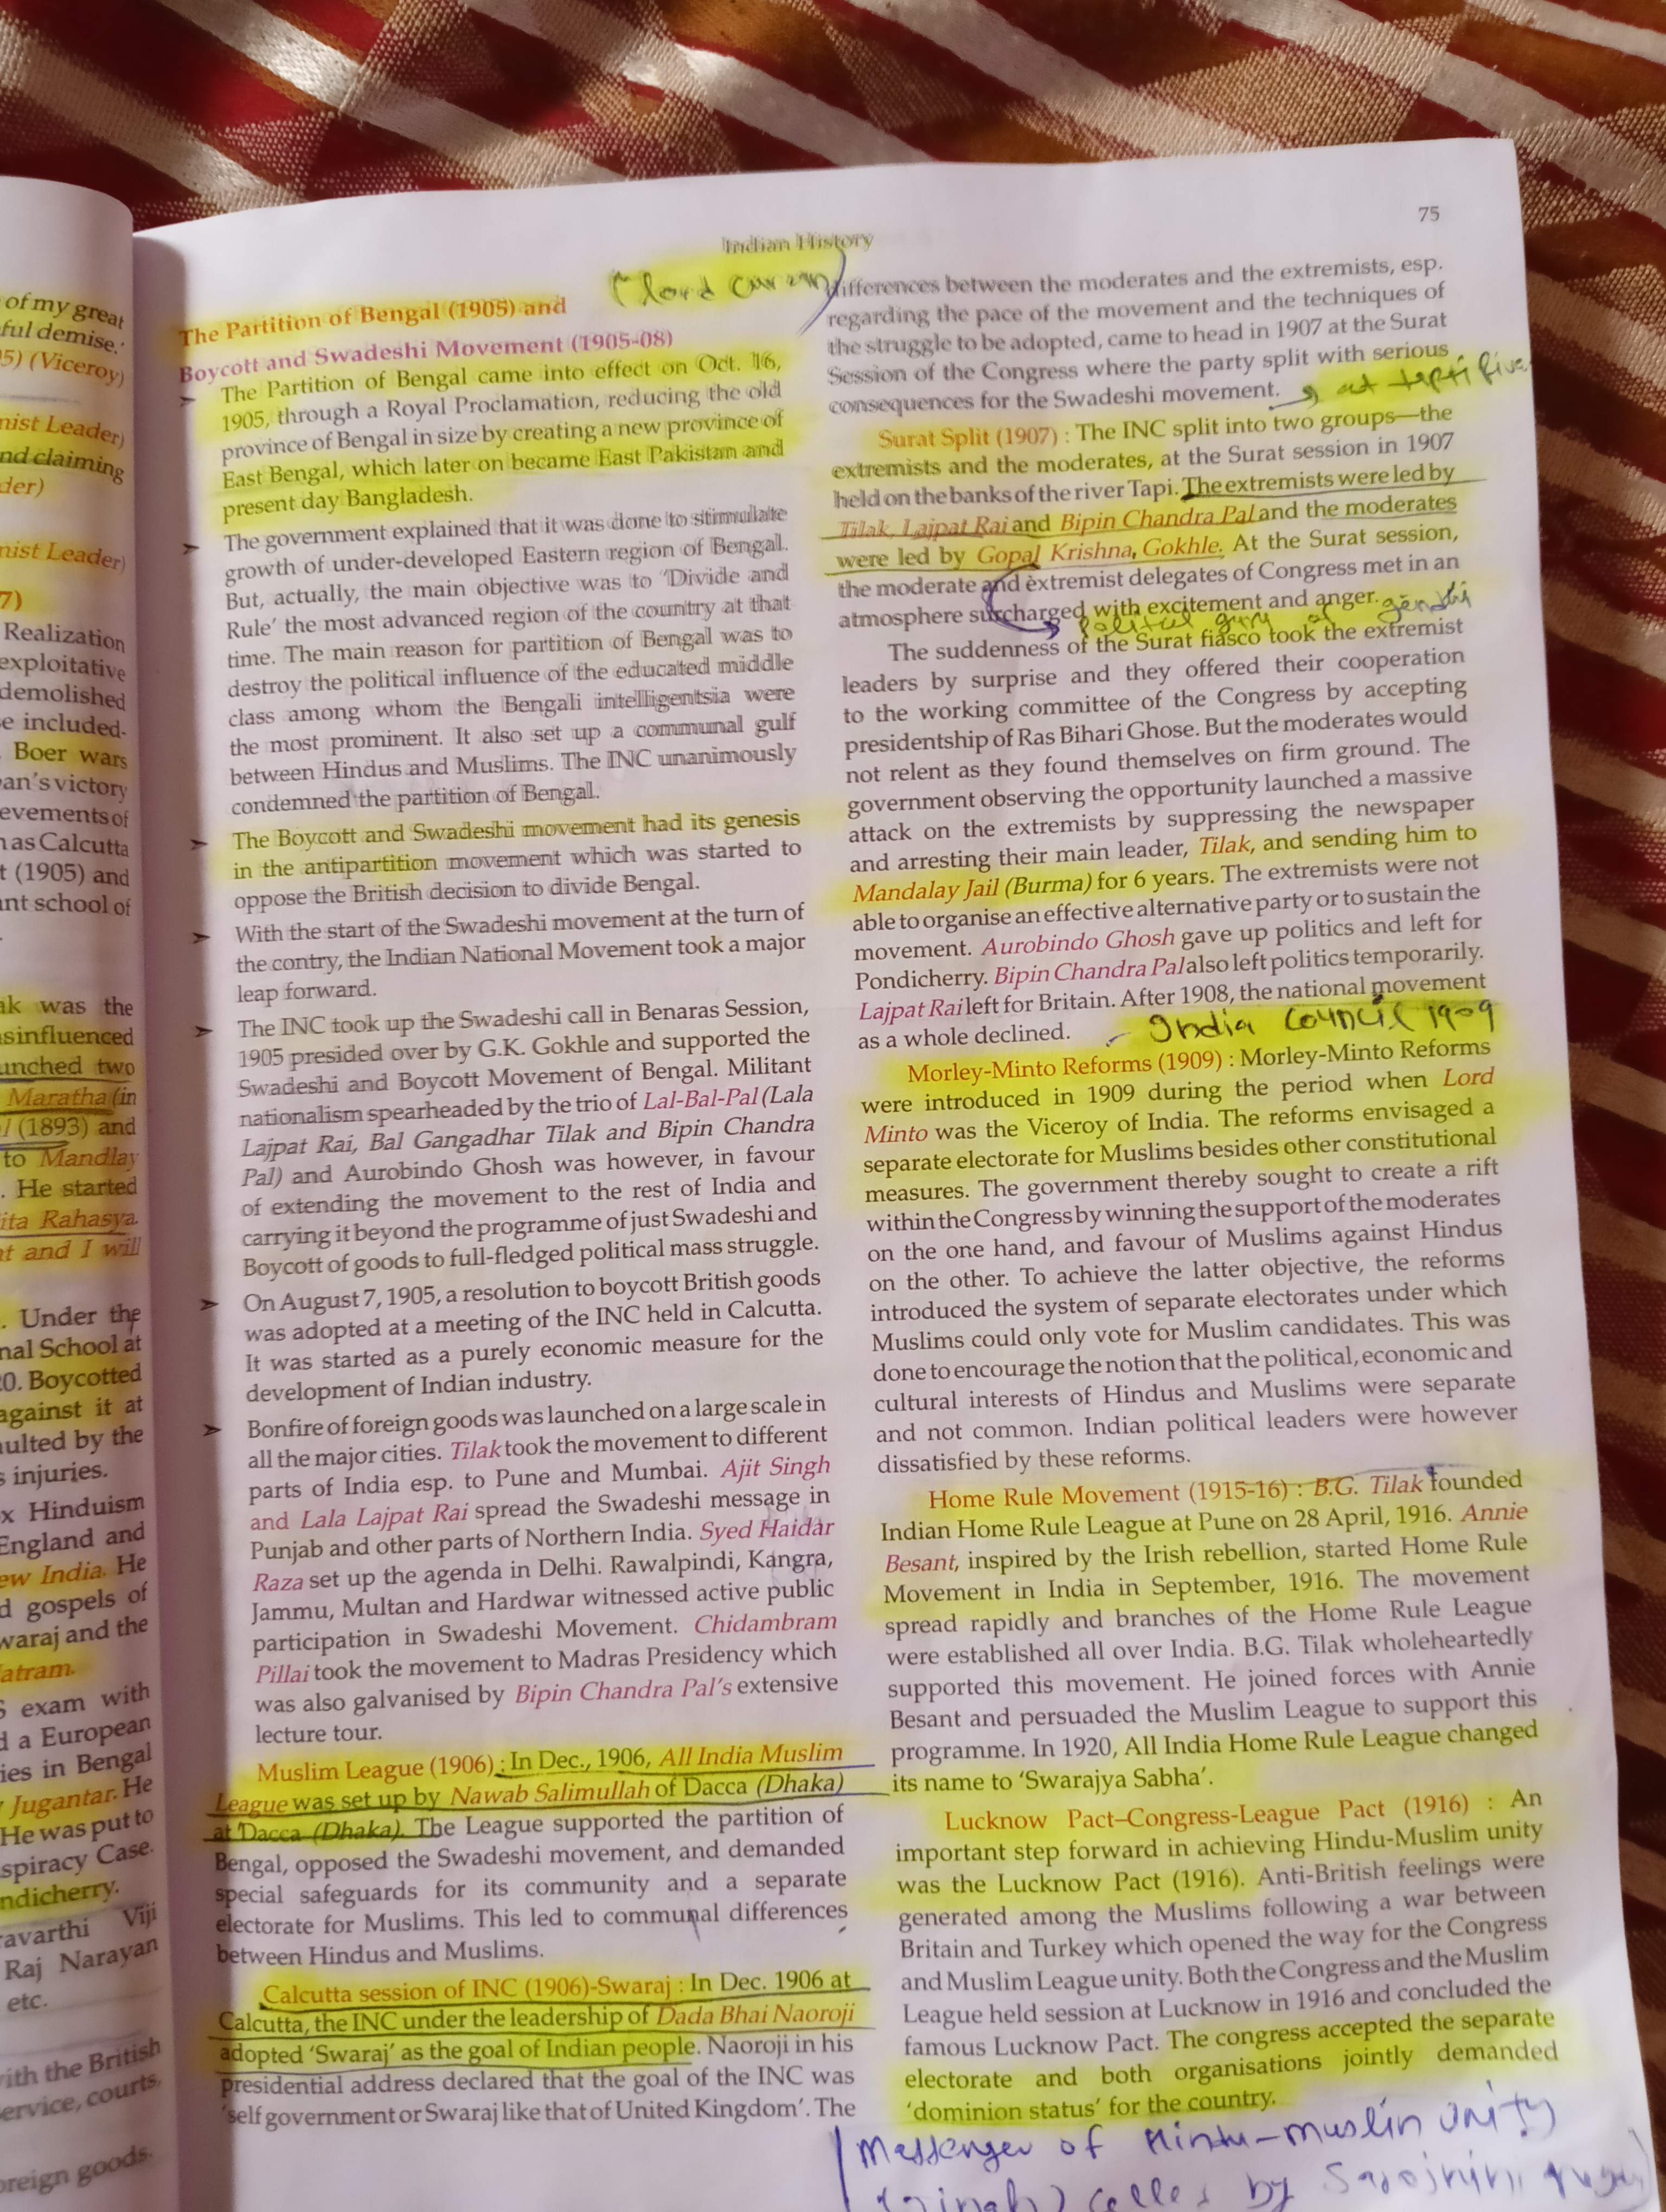 75
Indian History
of my great
ful demise.'
5) (Viceroy)
nist Leader)
nd claiming
der)
nist Leader)
7)
Realization
exploitative
demolished
e included.
Boer wars
an's victory
evements of
as Calcutta
t (1905) and
nt school of
ak was the
sinfluenced
unched two
Maratha (in
(1893) and
to Mandlay
. He started
ita Rahasya.
at and I will
. Under the
nal School at
0. Boycotted
against it at
ulted by the
s injuries.
x Hinduism
England and
ew India. He
d gospels of
waraj and the
atram.
S exam with
d a European
ies in Bengal
Jugantar. He
He was put to
spiracy Case.
ndicherry.
avarthi Viji
Raj Narayan
etc.
with the British
ervice, courts,
oreign goods.
(lord Curzon)
The Partition of Bengal (1905) and
Boycott and Swadeshi Movement (1905-08)
➤ The Partition of Bengal came into effect on Oct. 16,
1905, through a Royal Proclamation, reducing the old
province of Bengal in size by creating a new province of
East Bengal, which later on became East Pakistan and
present day Bangladesh.
➤ The government explained that it was done to stimulate
growth of under-developed Eastern region of Bengal.
But, actually, the main objective was to 'Divide and
Rule' the most advanced region of the country at that
time. The main reason for partition of Bengal was to
destroy the political influence of the educated middle
class among whom the Bengali intelligentsia were
the most prominent. It also set up a communal gulf
between Hindus and Muslims. The INC unanimously
condemned the partition of Bengal.
➤ The Boycott and Swadeshi movement had its genesis
in the antipartition movement which was started to
oppose the British decision to divide Bengal.
➤ With the start of the Swadeshi movement at the turn of
the contry, the Indian National Movement took a major
leap forward.
➤ The INC took up the Swadeshi call in Benaras Session,
1905 presided over by G.K. Gokhle and supported the
Swadeshi and Boycott Movement of Bengal. Militant
nationalism spearheaded by the trio of Lal-Bal-Pal (Lala
Lajpat Rai, Bal Gangadhar Tilak and Bipin Chandra
Pal) and Aurobindo Ghosh was however, in favour
of extending the movement to the rest of India and
carrying it beyond the programme of just Swadeshi and
Boycott of goods to full-fledged political mass struggle.
➤ On August 7, 1905, a resolution to boycott British goods
was adopted at a meeting of the INC held in Calcutta.
It was started as a purely economic measure for the
development of Indian industry.
➤ Bonfire of foreign goods was launched on a large scale in
all the major cities. Tilak took the movement to different
parts of India esp. to Pune and Mumbai. Ajit Singh
and Lala Lajpat Rai spread the Swadeshi message in
Punjab and other parts of Northern India. Syed Haidar
Raza set up the agenda in Delhi. Rawalpindi, Kangra,
Jammu, Multan and Hardwar witnessed active public
participation in Swadeshi Movement. Chidambram
Pillai took the movement to Madras Presidency which
was also galvanised by Bipin Chandra Pal's extensive
lecture tour.
Muslim League (1906) : In Dec., 1906, All India Muslim
League was set up by Nawab Salimullah of Dacca (Dhaka)
at Dacca (Dhaka). The League supported the partition of
Bengal, opposed the Swadeshi movement, and demanded
special safeguards for its community and a separate
electorate for Muslims. This led to communal differences
between Hindus and Muslims.
Calcutta session of INC (1906)-Swaraj : In Dec. 1906 at
Calcutta, the INC under the leadership of Dada Bhai Naoroji
adopted 'Swaraj' as the goal of Indian people. Naoroji in his
presidential address declared that the goal of the INC was
'self government or Swaraj like that of United Kingdom'. The
differences between the moderates and the extremists, esp.
regarding the pace of the movement and the techniques of
the struggle to be adopted, came to head in 1907 at the Surat
Session of the Congress where the party split with serious
consequences for the Swadeshi movement.
at tapti River
Surat Split (1907) : The INC split into two groups—the
extremists and the moderates, at the Surat session in 1907
held on the banks of the river Tapi. The extremists were led by
Tilak, Lajpat Rai and Bipin Chandra Pal and the moderates
were led by Gopal Krishna, Gokhle. At the Surat session,
the moderate and extremist delegates of Congress met in an
atmosphere surcharged with excitement and anger.
political guru of gandhi
The suddenness of the Surat fiasco took the extremist
leaders by surprise and they offered their cooperation
to the working committee of the Congress by accepting
presidentship of Ras Bihari Ghose. But the moderates would
not relent as they found themselves on firm ground. The
government observing the opportunity launched a massive
attack on the extremists by suppressing the newspaper
and arresting their main leader, Tilak, and sending him to
Mandalay Jail (Burma) for 6 years. The extremists were not
able to organise an effective alternative party or to sustain the
movement. Aurobindo Ghosh gave up politics and left for
Pondicherry. Bipin Chandra Pal also left politics temporarily.
Lajpat Rai left for Britain. After 1908, the national movement
as a whole declined.
India Council 1909
Morley-Minto Reforms (1909) : Morley-Minto Reforms
were introduced in 1909 during the period when Lord
Minto was the Viceroy of India. The reforms envisaged a
separate electorate for Muslims besides other constitutional
measures. The government thereby sought to create a rift
within the Congress by winning the support of the moderates
on the one hand, and favour of Muslims against Hindus
on the other. To achieve the latter objective, the reforms
introduced the system of separate electorates under which
Muslims could only vote for Muslim candidates. This was
done to encourage the notion that the political, economic and
cultural interests of Hindus and Muslims were separate
and not common. Indian political leaders were however
dissatisfied by these reforms.
Home Rule Movement (1915-16) : B.G. Tilak founded
Indian Home Rule League at Pune on 28 April, 1916. Annie
Besant, inspired by the Irish rebellion, started Home Rule
Movement in India in September, 1916. The movement
spread rapidly and branches of the Home Rule League
were established all over India. B.G. Tilak wholeheartedly
supported this movement. He joined forces with Annie
Besant and persuaded the Muslim League to support this
programme. In 1920, All India Home Rule League changed
its name to 'Swarajya Sabha'.
Lucknow Pact–Congress-League Pact (1916) : An
important step forward in achieving Hindu-Muslim unity
was the Lucknow Pact (1916). Anti-British feelings were
generated among the Muslims following a war between
Britain and Turkey which opened the way for the Congress
and Muslim League unity. Both the Congress and the Muslim
League held session at Lucknow in 1916 and concluded the
famous Lucknow Pact. The congress accepted the separate
electorate and both organisations jointly demanded
'dominion status' for the country.
Messenger of Hindu-muslim unity
by Sarojini